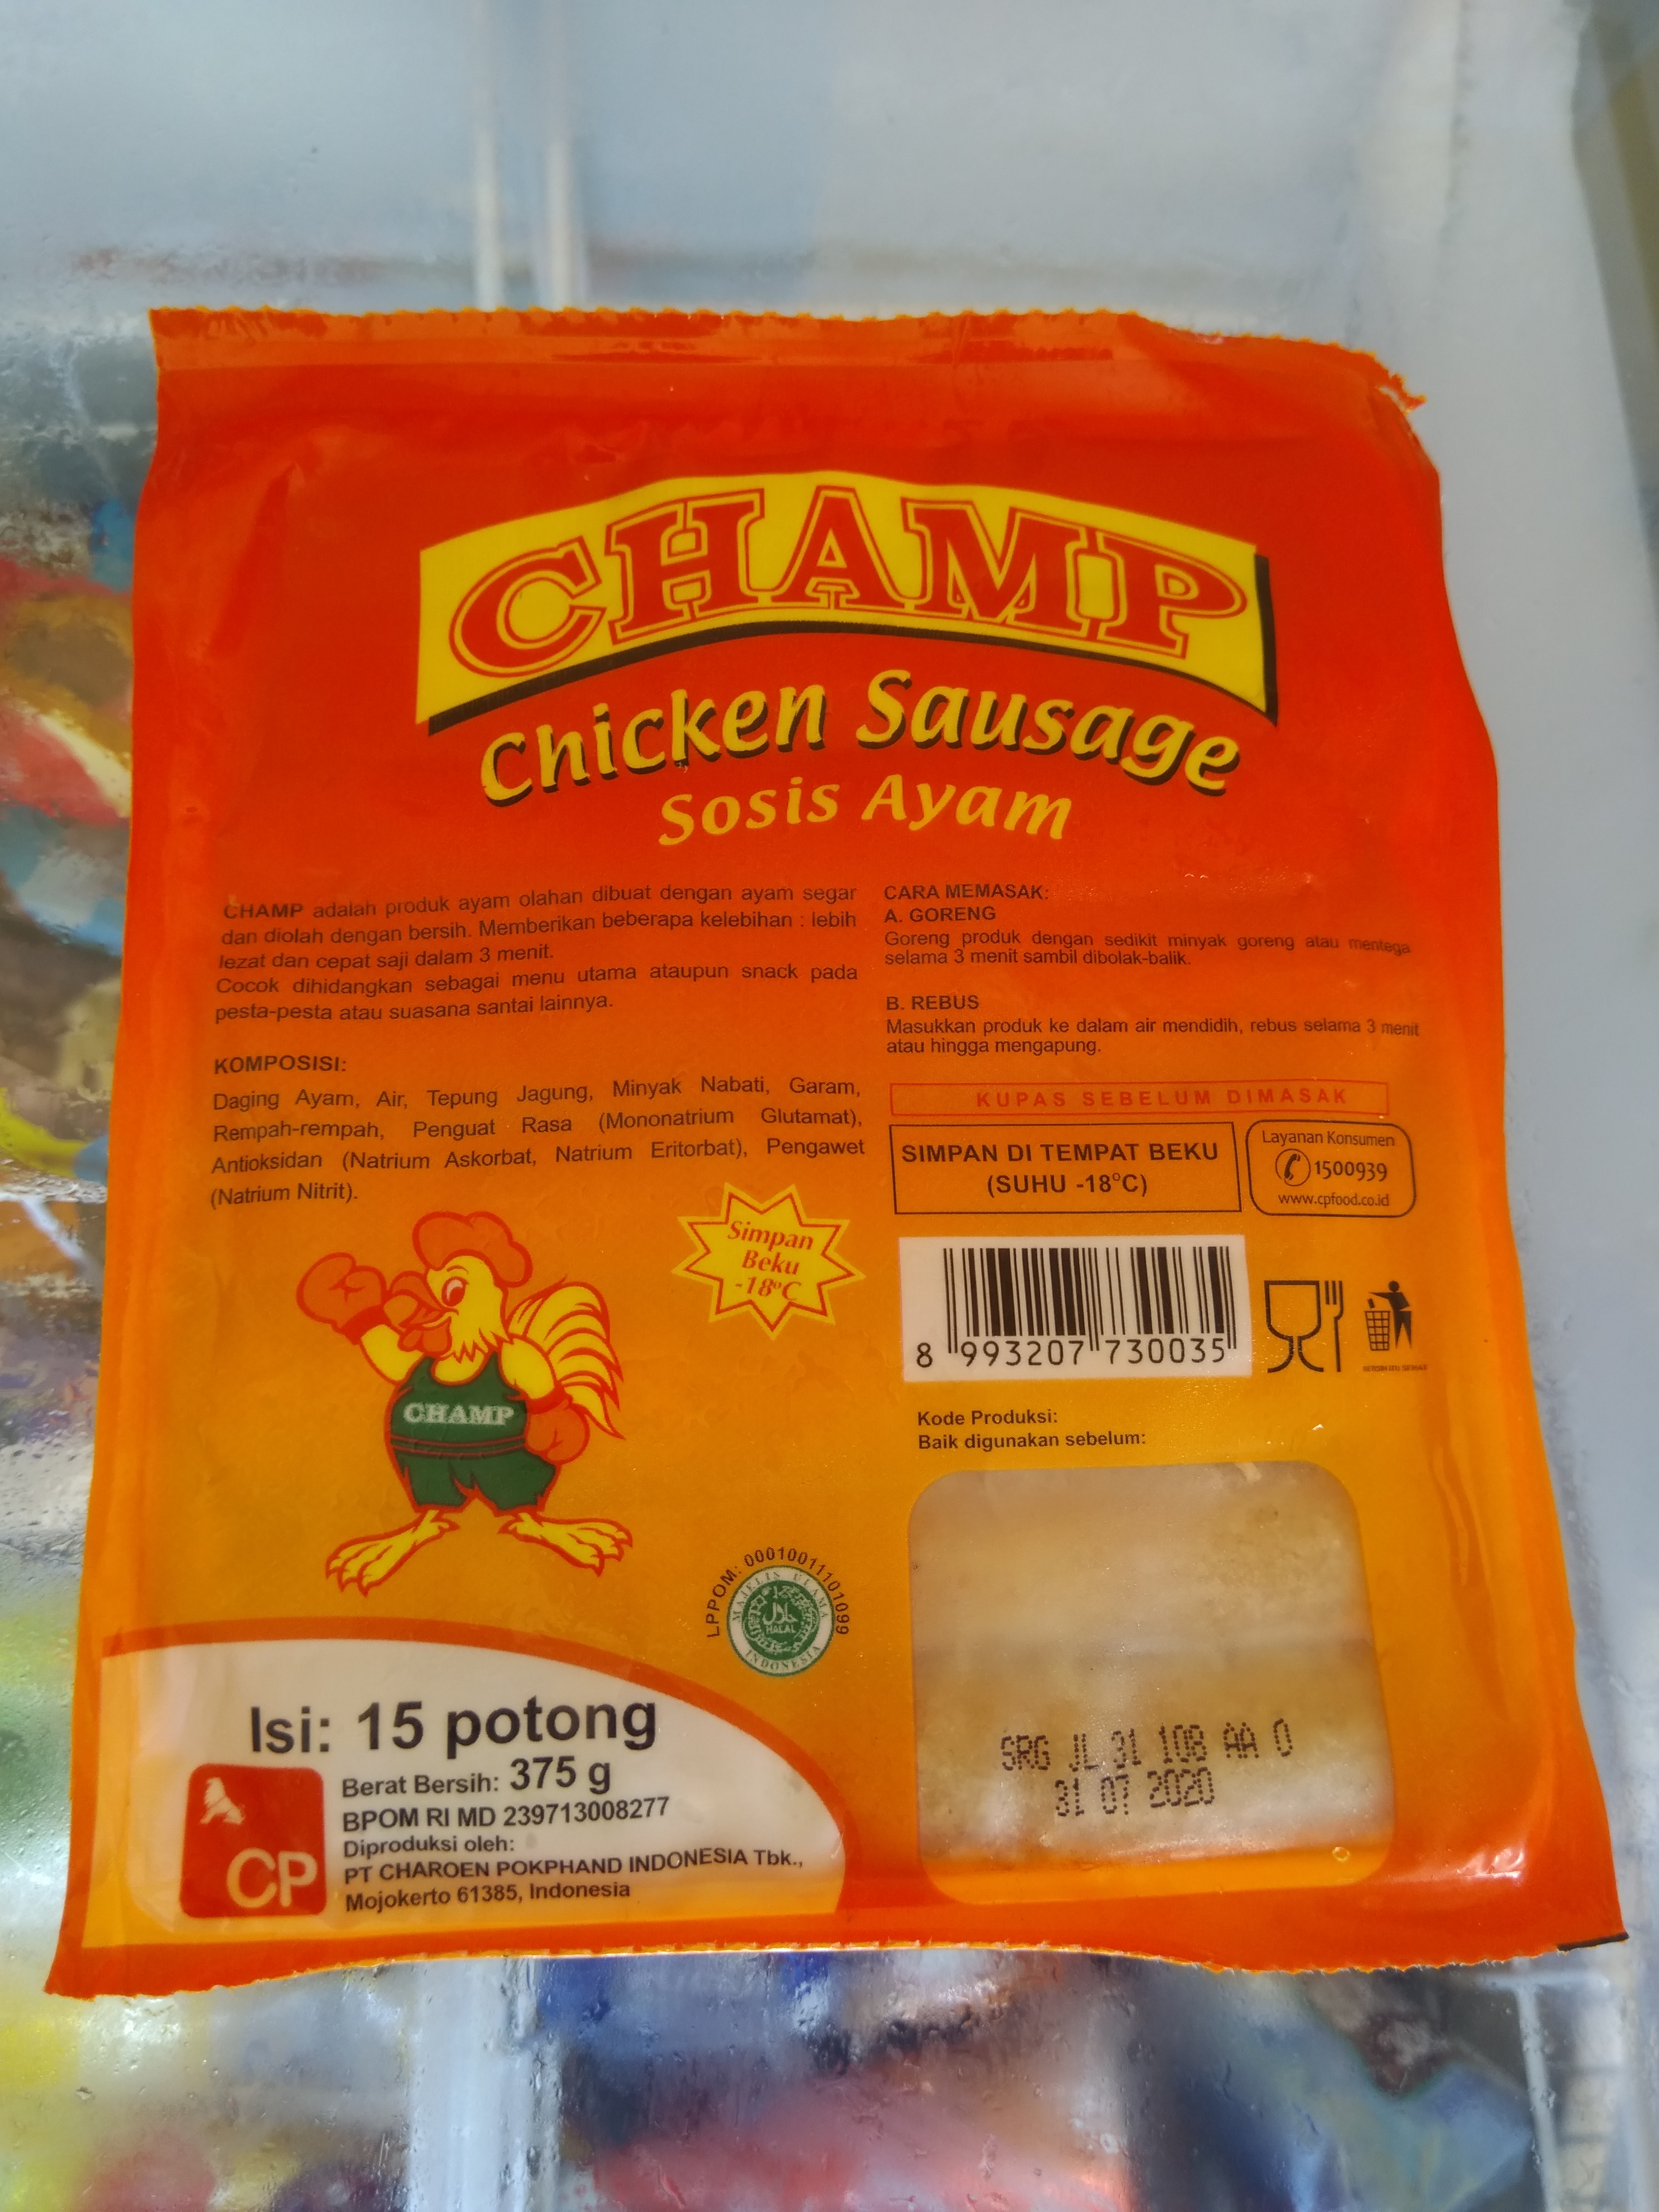 CHAMP
Chicken Sausage
Sosis Ayam
CHAMP adalah produk ayam olahan dibuat dengan ayam segar
dan diolah dengan bersih. Memberikan beberapa kelebihan : lebih
lezat dan cepat saji dalam 3 menit.
Cocok dihidangkan sebagai menu utama ataupun snack pada
pesta-pesta atau suasana santai lainnya.
KOMPOSISI:
Daging Ayam, Air, Tepung Jagung, Minyak Nabati, Garam,
Rempah-rempah, Penguat Rasa (Mononatrium Glutamat),
Antioksidan (Natrium Askorbat, Natrium Eritorbat), Pengawet
(Natrium Nitrit).
Simpan
Beku
-18°C
CHAMP
CARA MEMASAK:
A. GORENG
Goreng produk dengan sedikit minyak goreng atau mentega
selama 3 menit sambil dibolak-balik.
B. REBUS
Masukkan produk ke dalam air mendidih, rebus selama 3 menit
atau hingga mengapung.
KUPAS SEBELUM DIMASAK
SIMPAN DI TEMPAT BEKU
(SUHU -18°C)
Layanan Konsumen
1500939
www.cpfood.co.id
8 993207 730035
Kode Produksi:
Baik digunakan sebelum:
SRG JL 31 108 AA 0
31 07 2020
LPPOM: 00010011101099
MAJELIS ULAMA
حلال
HALAL
INDONESIA
Isi: 15 potong
Berat Bersih: 375 g
BPOM RI MD 239713008277
Diproduksi oleh:
PT CHAROEN POKPHAND INDONESIA Tbk.,
Mojokerto 61385, Indonesia
CP